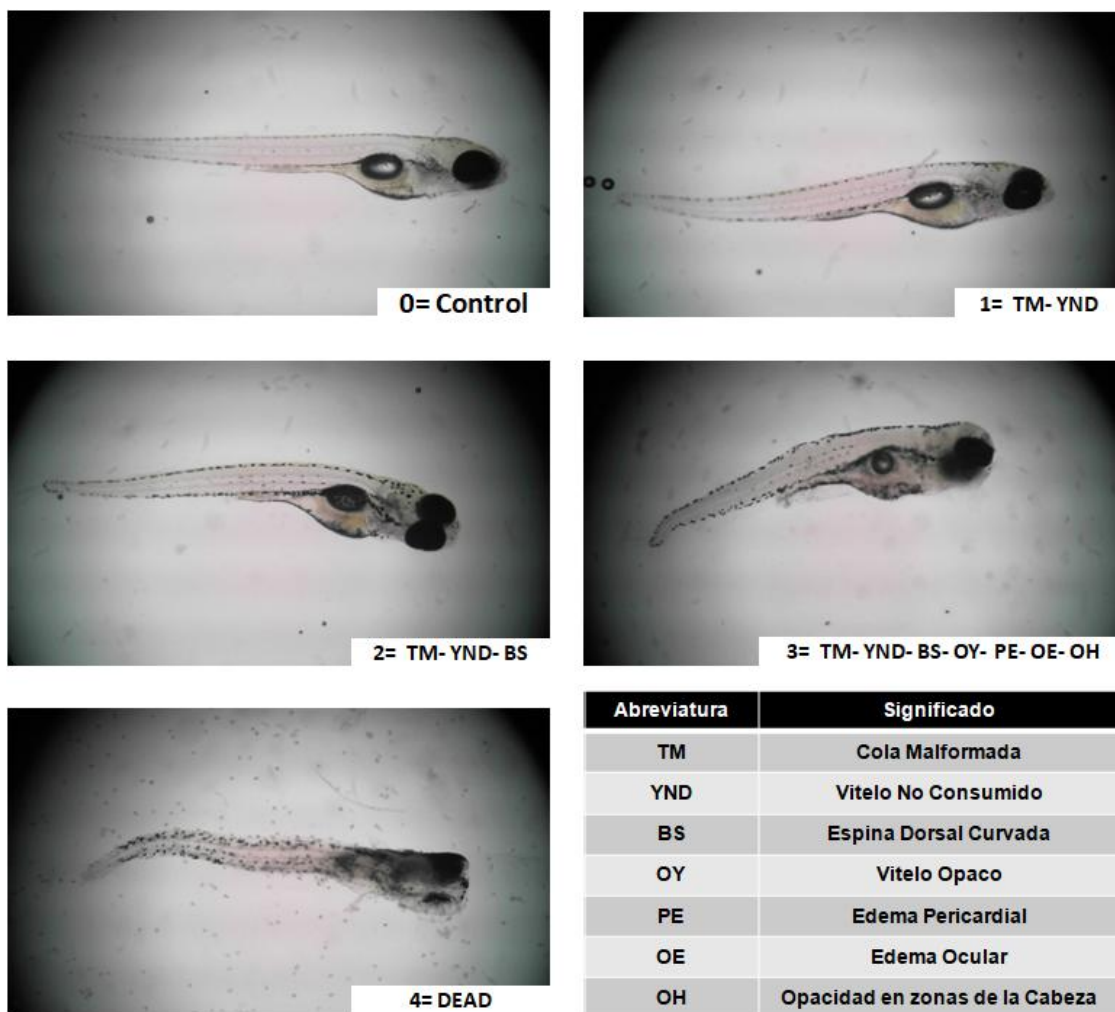 0= Control
1= TM- YND
2= TM- YND- BS
3= TM- YND- BS- OY- PE- OE- OH
4= DEAD
Abreviatura Significado
TM Cola Malformada
YND Vitelo No Consumido
BS Espina Dorsal Curvada
OY Vitelo Opaco
PE Edema Pericardial
OE Edema Ocular
OH Opacidad en zonas de la Cabeza